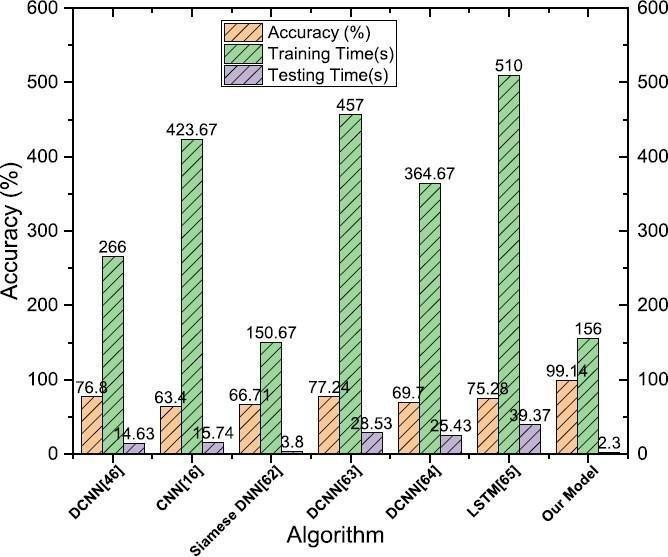 600
500
400
300
200
100
0
600
500
400
300
200
100
0
Accuracy (%)
Accuracy (%)
Training Time(s)
Testing Time(s)
76.8
266
14.63
63.4
423.67
15.74
66.71
150.67
3.8
77.24
457
28.53
69.7
364.67
25.43
75.28
510
39.37
99.14
156
2.3
DCNN[46]
CNN[16]
Siamese DNN[62]
DCNN[63]
DCNN[64]
LSTM[65]
Our Model
Algorithm